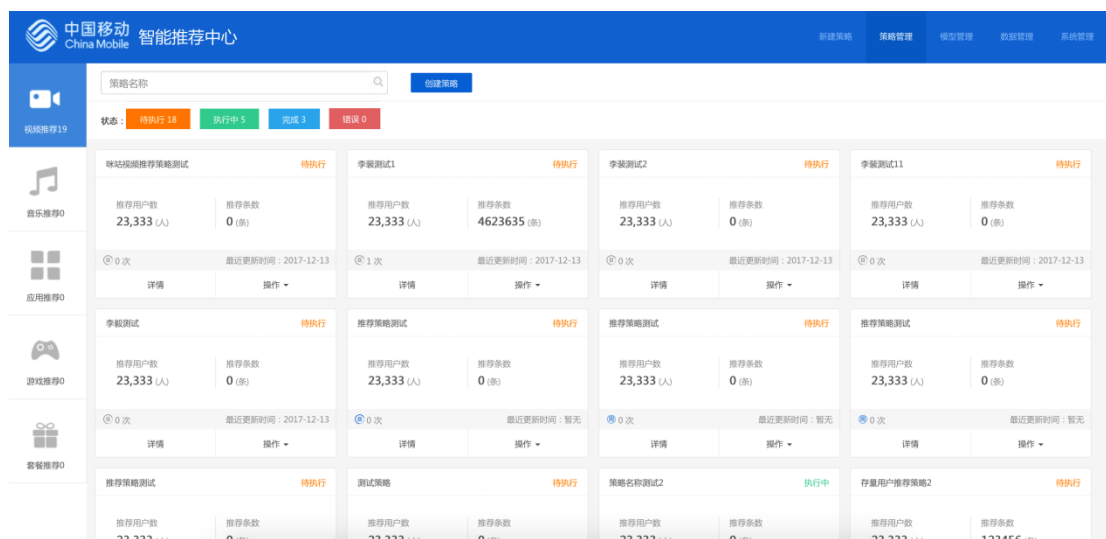 中国移动
China Mobile
智能推荐中心
新建策略 策略管理 模型管理 数据管理 系统管理
策略名称 创建策略
视频推荐19
状态： 待执行 18 执行中 5 完成 3 错误 0
音乐推荐0
应用推荐0
游戏推荐0
套餐推荐0
咪咕视频推荐策略测试 待执行 李裴测试1 待执行 李裴测试2 待执行 李裴测试11 待执行
推荐用户数 推荐条数 推荐用户数 推荐条数 推荐用户数 推荐条数 推荐用户数 推荐条数
23,333 (人) 0 (条) 23,333 (人) 4623635 (条) 23,333 (人) 0 (条) 23,333 (人) 0 (条)
0 次 最近更新时间：2017-12-13 1 次 最近更新时间：2017-12-13 0 次 最近更新时间：2017-12-13 0 次 最近更新时间：2017-12-13
详情 操作 详情 操作 详情 操作 详情 操作
李毅测试 待执行 推荐策略测试 待执行 推荐策略测试 待执行 推荐策略测试 待执行
推荐用户数 推荐条数 推荐用户数 推荐条数 推荐用户数 推荐条数 推荐用户数 推荐条数
23,333 (人) 0 (条) 23,333 (人) 0 (条) 23,333 (人) 0 (条) 23,333 (人) 0 (条)
0 次 最近更新时间：2017-12-13 0 次 最近更新时间：暂无 0 次 最近更新时间：暂无 0 次 最近更新时间：暂无
详情 操作 详情 操作 详情 操作 详情 操作
推荐策略测试 待执行 测试策略 待执行 策略名称测试2 执行中 存量用户推荐策略2 待执行
推荐用户数 推荐条数 推荐用户数 推荐条数 推荐用户数 推荐条数 推荐用户数 推荐条数